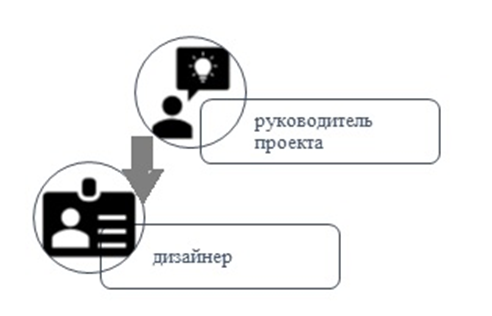 руководитель
проекта
дизайнер